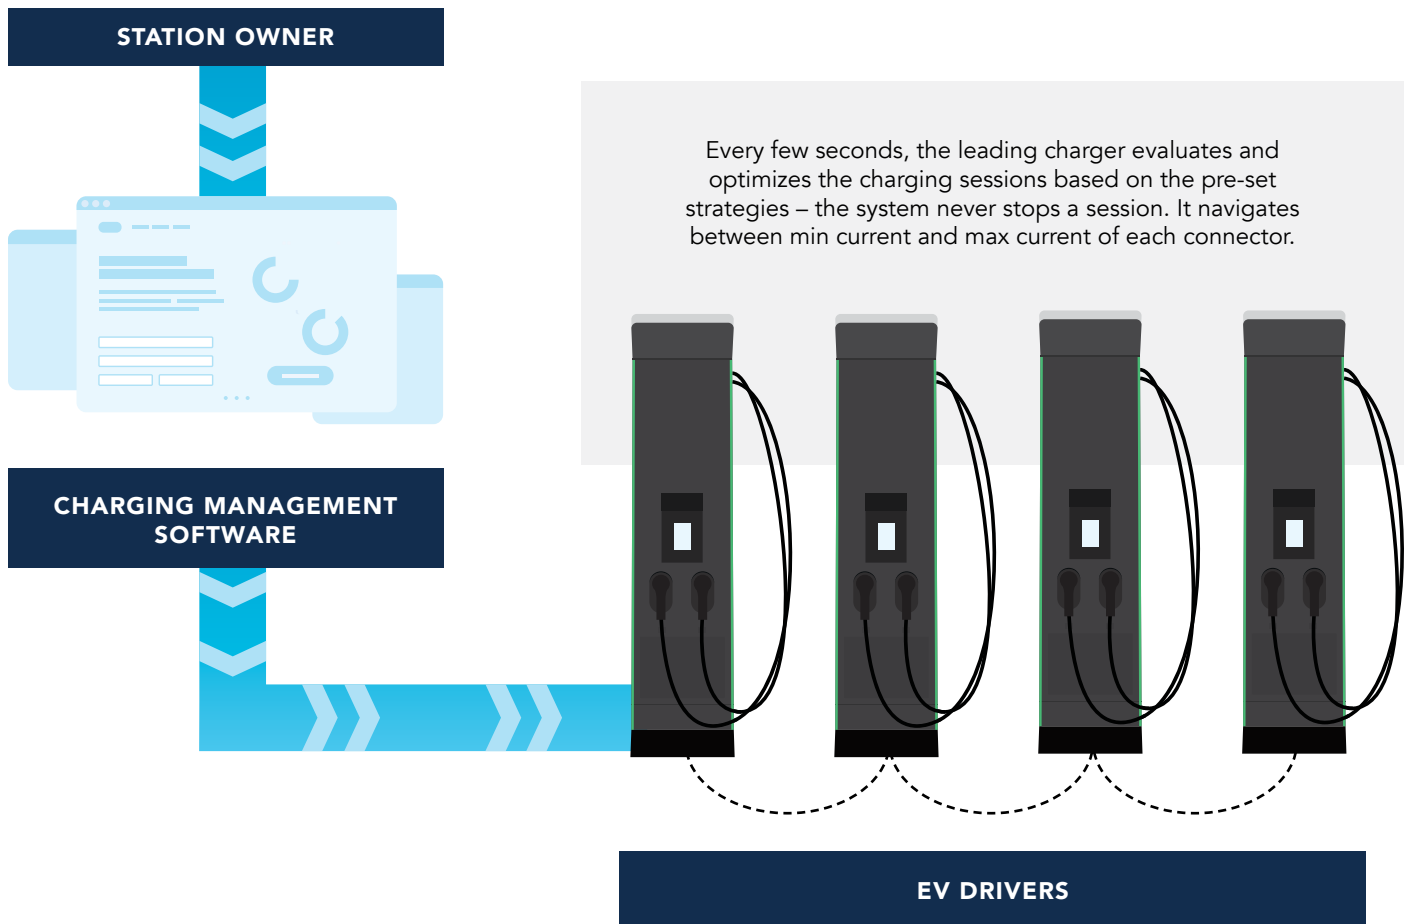 STATION OWNER
Every few seconds, the leading charger evaluates and
optimizes the charging sessions based on the pre-set
strategies – the system never stops a session. It navigates
between min current and max current of each connector.
CHARGING MANAGEMENT
SOFTWARE
EV DRIVERS